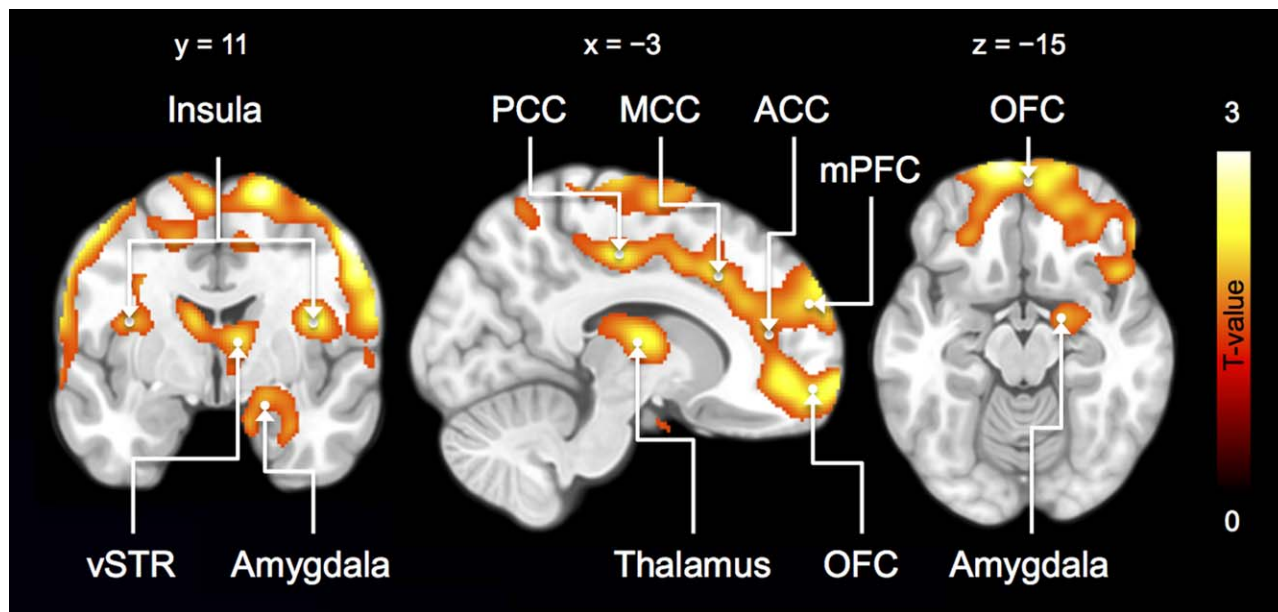 y = 11
x = −3
z = −15
Insula
PCC
MCC
ACC
OFC
3
mPFC
T-value
0
vSTR
Amygdala
Thalamus
OFC
Amygdala